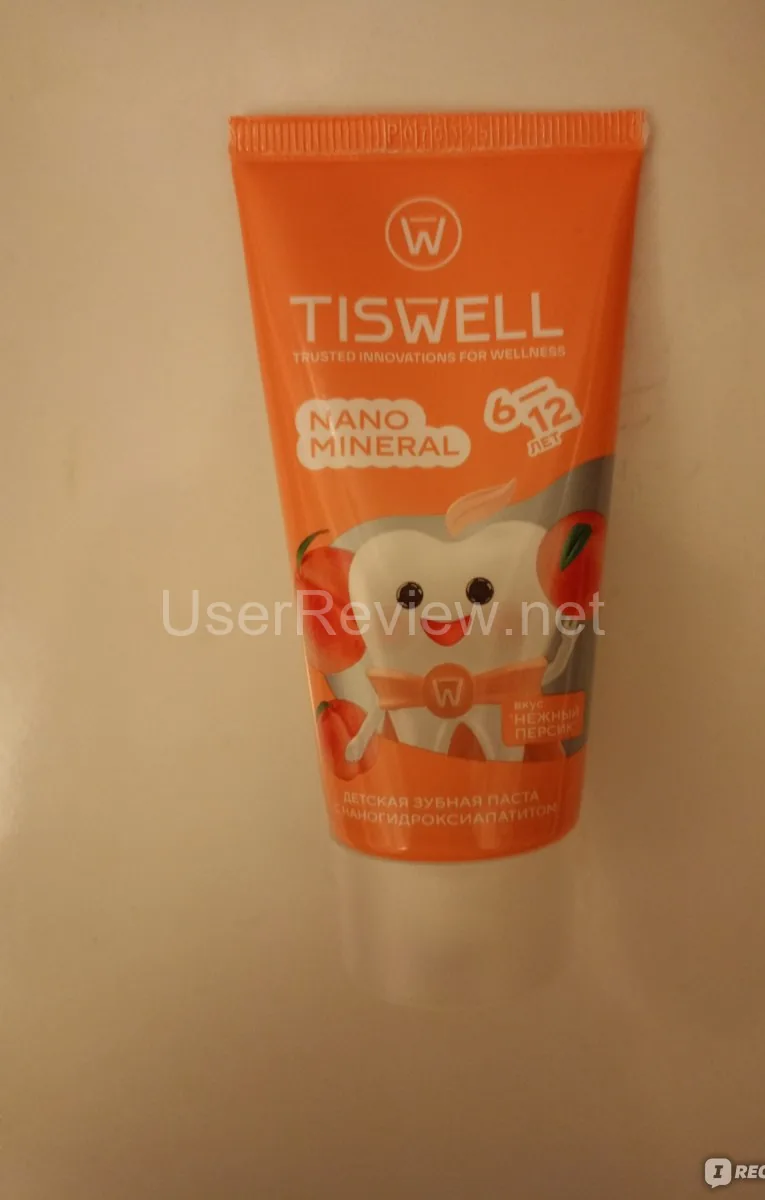 W
TISWELL
TRUSTED INNOVATIONS FOR WELLNESS
NANO
MINERAL
6—12
ЛЕТ
UserReview.net
W
вкус
НЕЖНЫЙ
ПЕРСИК
ДЕТСКАЯ ЗУБНАЯ ПАСТА
С НАНОГИДРОКСИАПАТИТОМ
I REC